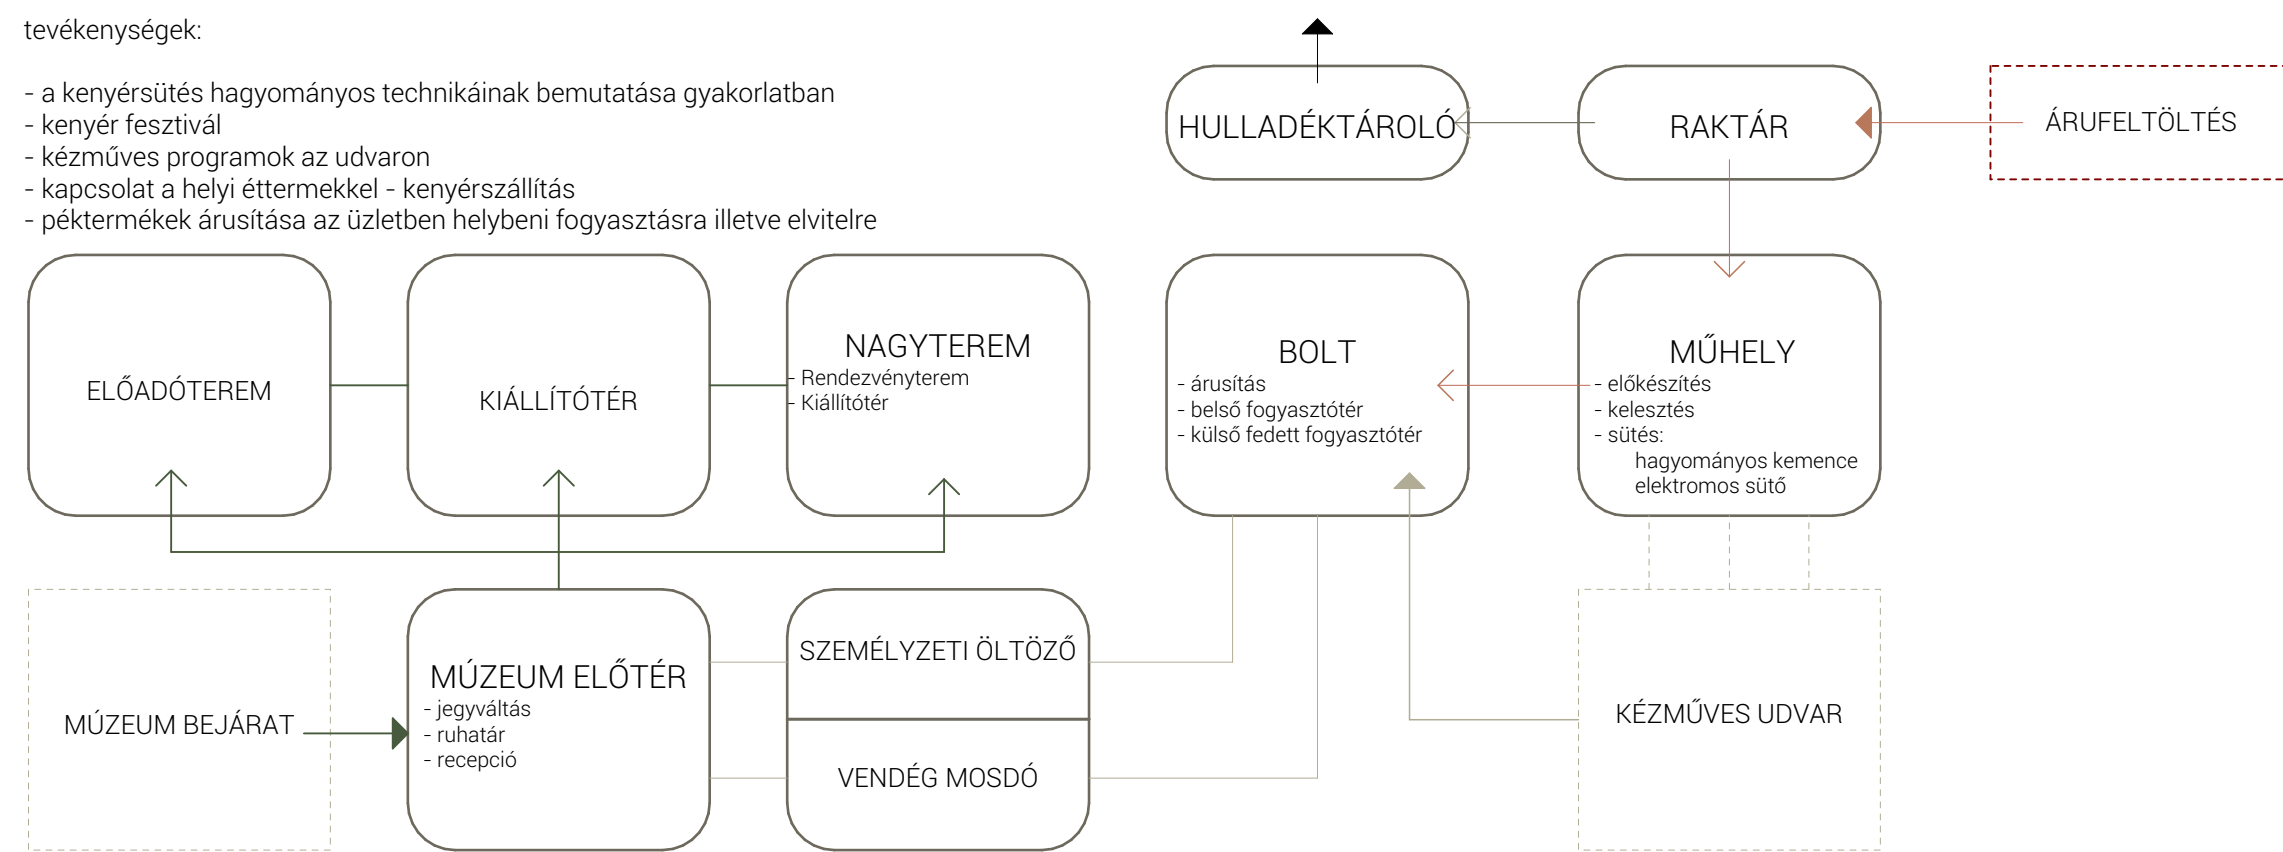 tevékenységek:
- a kenyérsütés hagyományos technikáinak bemutatása gyakorlatban
- kenyér fesztivál
- kézműves programok az udvaron
- kapcsolat a helyi éttermekkel - kenyérszállítás
- péktermékek árusítása az üzletben helybeni fogyasztásra illetve elvitelre
HULLADÉKTÁROLÓ
RAKTÁR
ÁRUFELTÖLTÉS
ELŐADÓTEREM
KIÁLLÍTÓTÉR
NAGYTEREM
- Rendezvényterem
- Kiállítótér
BOLT
- árusítás
- belső fogyasztótér
- külső fedett fogyasztótér
MŰHELY
- előkészítés
- kelesztés
- sütés:
hagyományos kemence
elektromos sütő
MÚZEUM BEJÁRAT
MÚZEUM ELŐTÉR
- jegyváltás
- ruhatár
- recepció
SZEMÉLYZETI ÖLTÖZŐ
VENDÉG MOSDÓ
KÉZMŰVES UDVAR